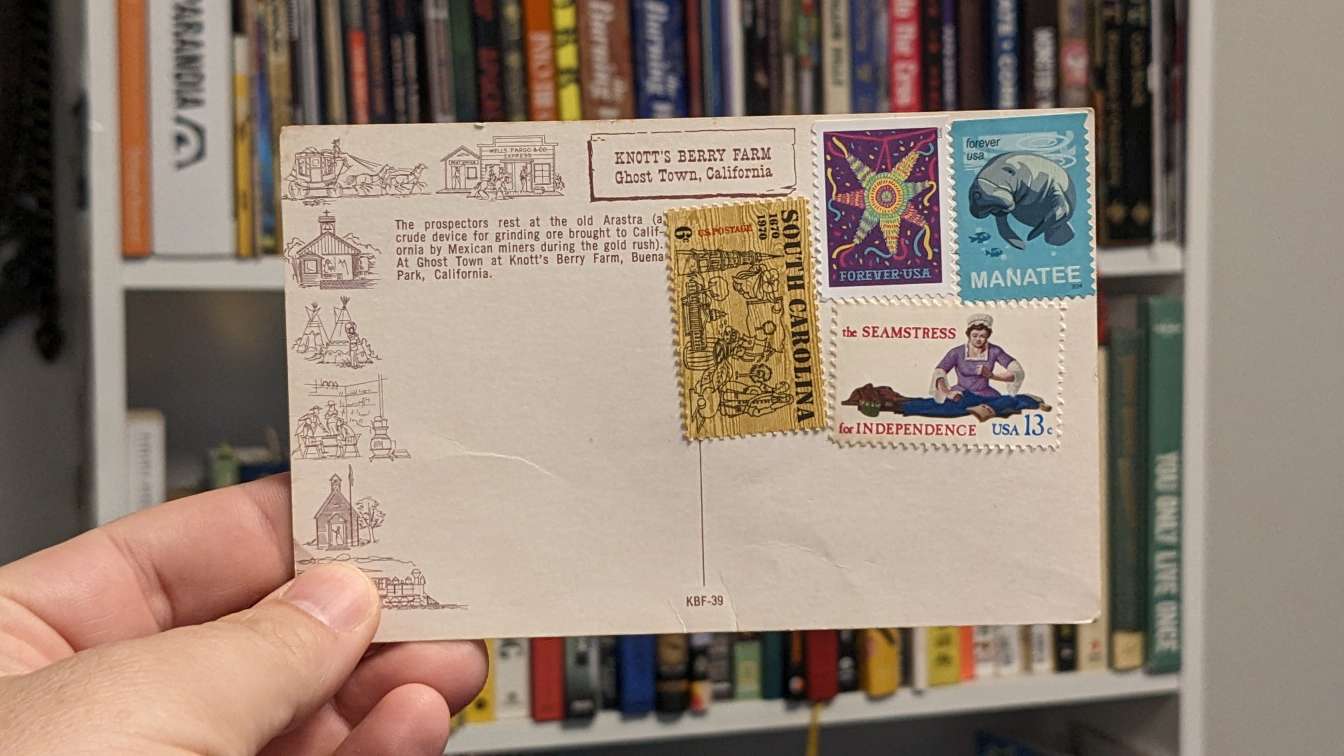 PARANOIA
WELLS FARGO & CO.
EXPRESS
POST OFFICE
KNOTT'S BERRY FARM
Ghost Town, California
The prospectors rest at the old Arastra (a
crude device for grinding ore brought to Calif-
ornia by Mexican miners during the gold rush).
At Ghost Town at Knott's Berry Farm, Buena
Park, California.
SOUTH CAROLINA
1670
1970
U.S. POSTAGE
6¢
FOREVER·USA
forever
usa
MANATEE
the SEAMSTRESS
for INDEPENDENCE
USA 13c
KBF-39
YOU ONLY LIVE ONCE